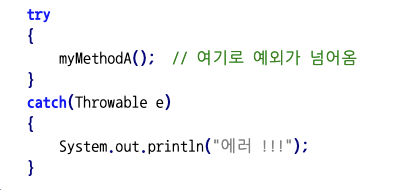 try
{
myMethodA(); // 여기로 예외가 넘어옴
}
catch(Throwable e)
{
System.out.println("에러 !!!");
}